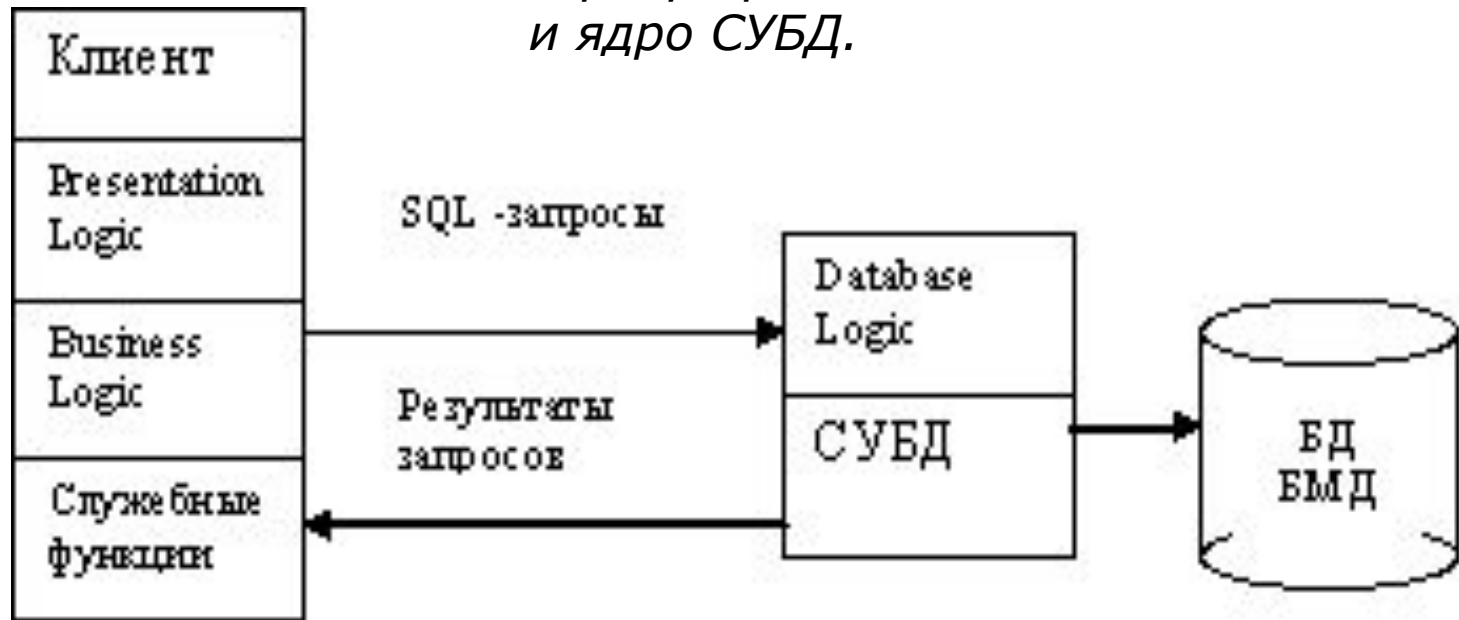 и ядро СУБД.
Клиент
Presentation
Logic
Business
Logic
Служебные
функции
SQL -запросы
Результаты
запросов
Database
Logic
СУБД
БД
БМД